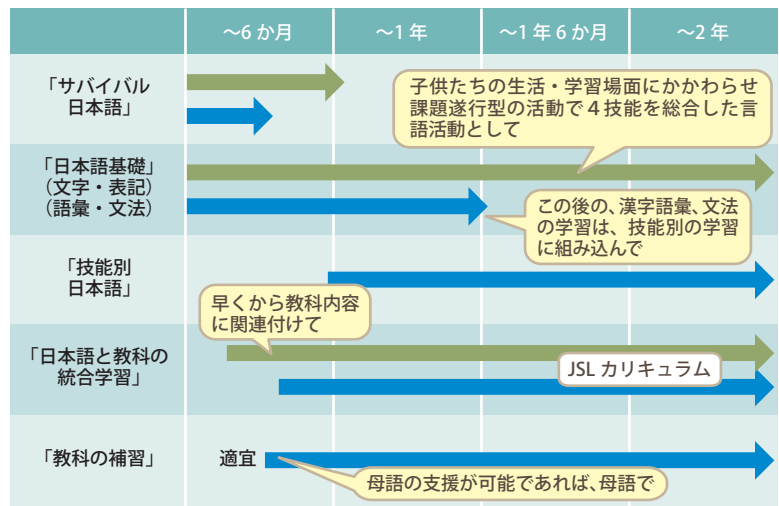 ～6 か月
～1 年
～1 年 6 か月
～2 年
「サバイバル
日本語」
子供たちの生活・学習場面にかかわらせ
課題遂行型の活動で 4 技能を総合した言
語活動として
「日本語基礎」
（文字・表記）
（語彙・文法）
この後の、漢字語彙、文法
の学習は、技能別の学習
に組み込んで
「技能別
日本語」
早くから教科内容
に関連付けて
「日本語と教科の
統合学習」
JSL カリキュラム
「教科の補習」
適宜
母語の支援が可能であれば、母語で